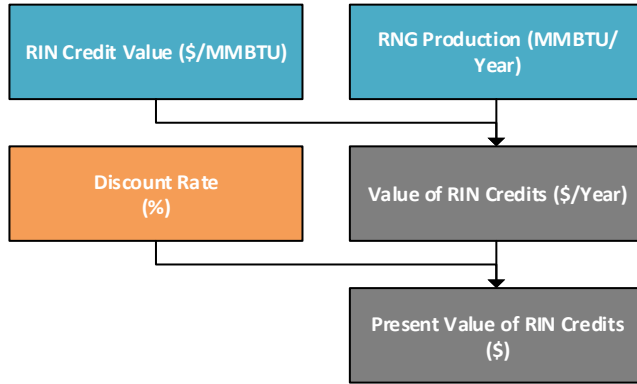 RIN Credit Value ($/MMBTU)
RNG Production (MMBTU/
Year)
Discount Rate
(%)
Value of RIN Credits ($/Year)
Present Value of RIN Credits
($)